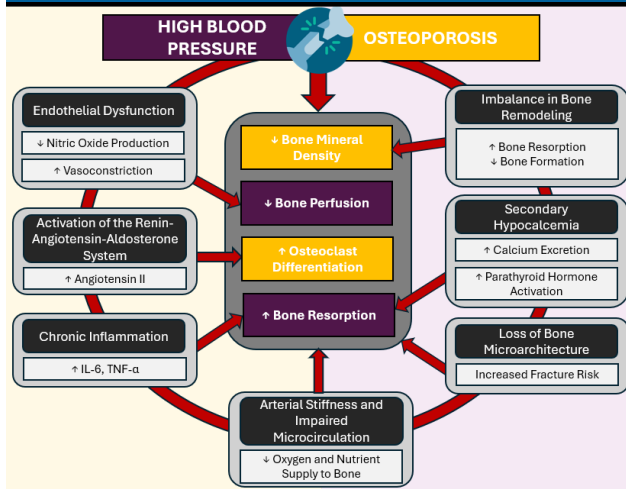 HIGH BLOOD
PRESSURE
OSTEOPOROSIS
Endothelial Dysfunction
↓ Nitric Oxide Production
↑ Vasoconstriction
Activation of the Renin-
Angiotensin-Aldosterone
System
↑ Angiotensin II
Chronic Inflammation
↑ IL-6, TNF-α
↓ Bone Mineral
Density
↓ Bone Perfusion
↑ Osteoclast
Differentiation
↑ Bone Resorption
Imbalance in Bone
Remodeling
↑ Bone Resorption
↓ Bone Formation
Secondary
Hypocalcemia
↑ Calcium Excretion
↑ Parathyroid Hormone
Activation
Loss of Bone
Microarchitecture
Increased Fracture Risk
Arterial Stiffness and
Impaired
Microcirculation
↓ Oxygen and Nutrient
Supply to Bone